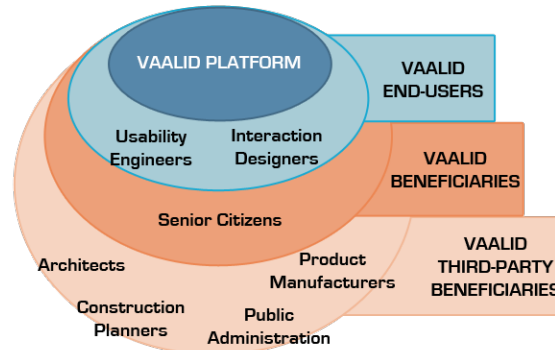 VAALID PLATFORM
VAALID
END-USERS
Usability
Engineers
Interaction
Designers
VAALID
BENEFICIARIES
Senior Citizens
VAALID
THIRD-PARTY
BENEFICIARIES
Architects
Product
Manufacturers
Construction
Planners
Public
Administration